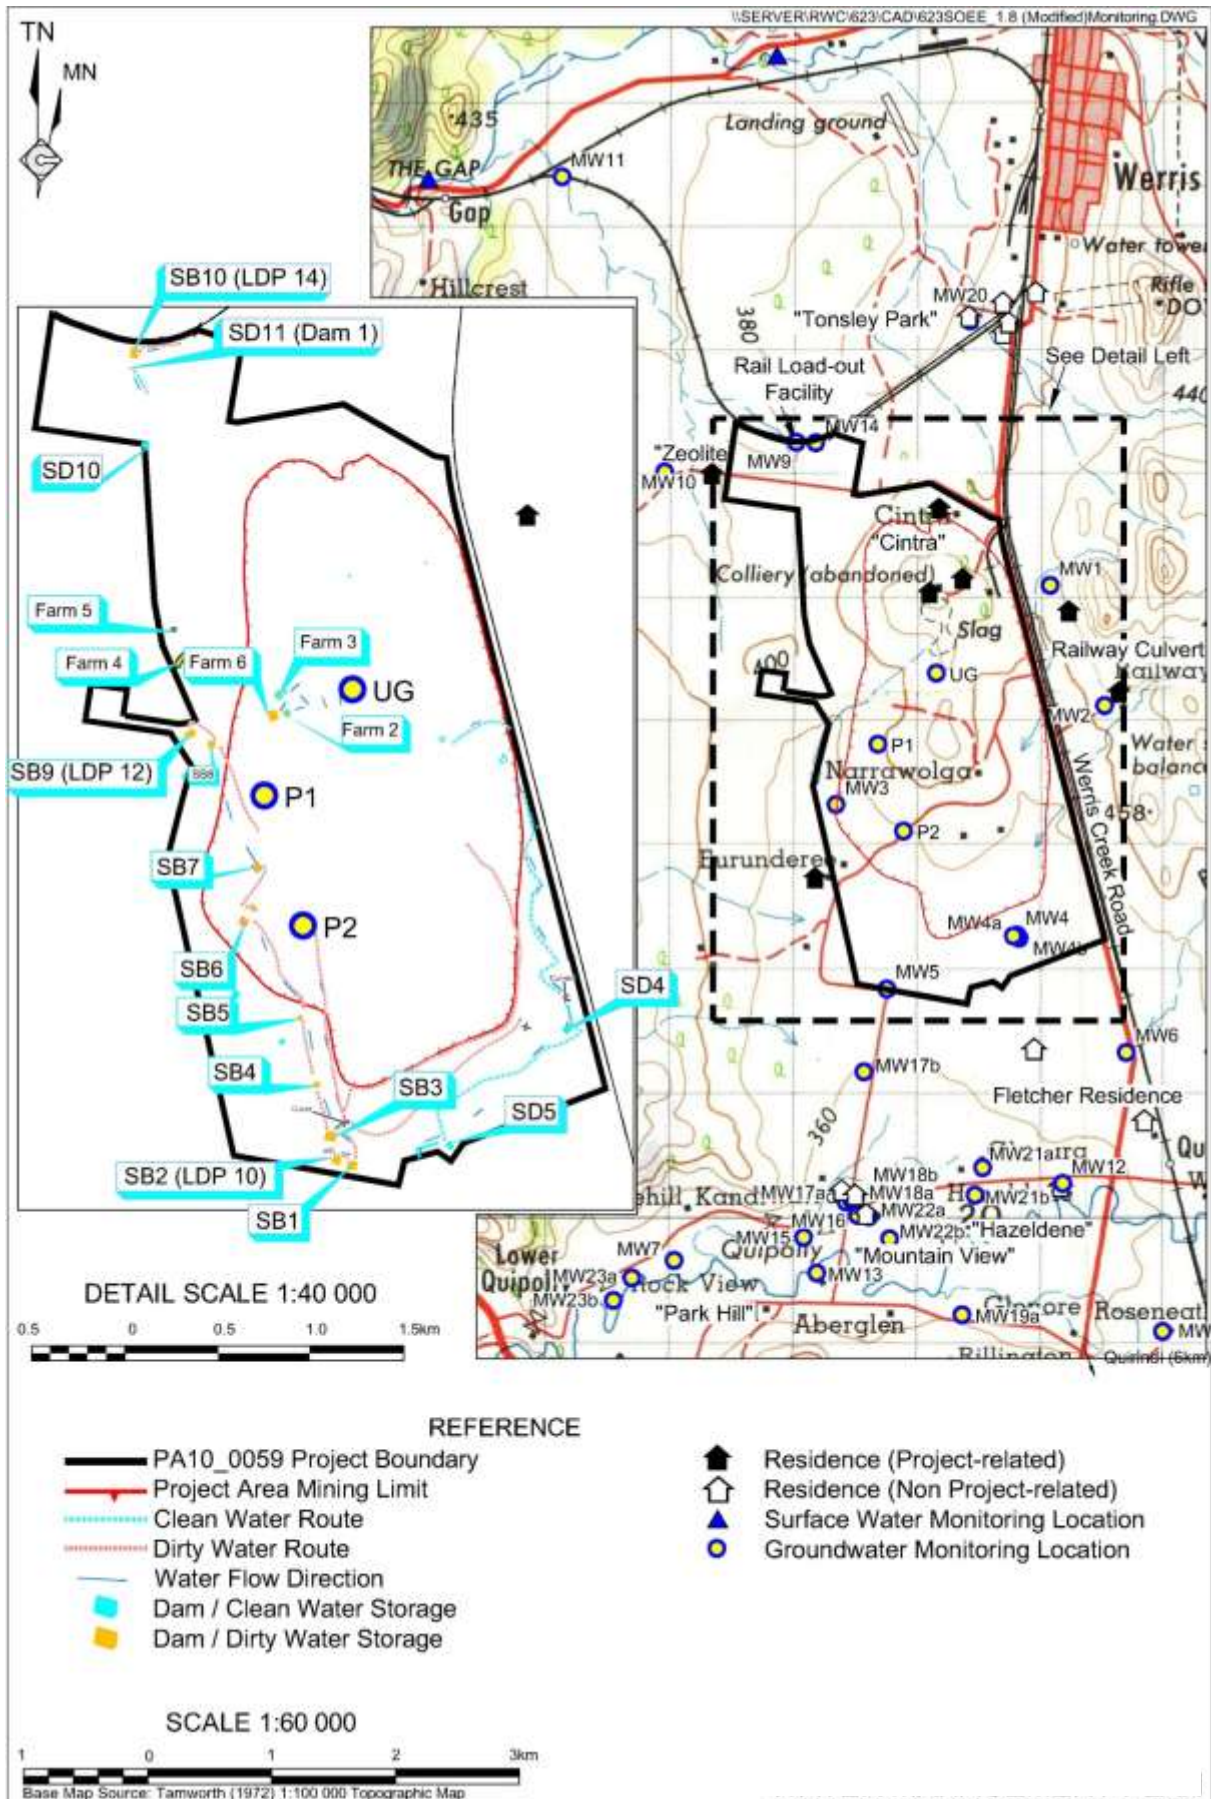 \\SERVER\RWC\623\CAD\623SOEE_1.8 (Modified)Monitoring.DWG
TN
MN
435
THE GAP
Gap
MW11
Landing ground
Werris
Water tower
Hillcrest
MW20
"Tonsley Park"
Rifle
380
See Detail Left
440
Rail Load-out
Facility
MW14
MW9
"Zeolite
MW10
"Cintra"
Colliery (abandoned)
Slag
MW1
Railway Culvert
Railway
400
UG
MW2
Water
balance
P1
Narrawolga
MW3
458
P2
Eurunderee
Werris Creek Road
MW4a
MW4
MW5
MW6
MW17b
Fletcher Residence
360
MW21a
MW12
MW18b
MW17a
MW18a
MW21b
MW22a
MW16
20
MW15
Quipolly
MW22b
"Hazeldene"
"Mountain View"
Lower
MW7
MW23a
Rock View
MW13
MW23b
"Park Hill"
Aberglen
MW19a
Rillington
Quirindi (6km)
SB10 (LDP 14)
SD11 (Dam 1)
SD10
Farm 5
Farm 4
Farm 6
Farm 3
UG
Farm 2
SB9 (LDP 12)
P1
SB7
P2
SB6
SD4
SB5
SB4
SB3
SD5
SB2 (LDP 10)
SB1
DETAIL SCALE 1:40 000
0.5 0 0.5 1.0 1.5km
REFERENCE
PA10_0059 Project Boundary
Project Area Mining Limit
Clean Water Route
Dirty Water Route
Water Flow Direction
Dam / Clean Water Storage
Dam / Dirty Water Storage
Residence (Project-related)
Residence (Non Project-related)
Surface Water Monitoring Location
Groundwater Monitoring Location
SCALE 1:60 000
1 0 1 2 3km
Base Map Source: Tamworth (1972) 1:100 000 Topographic Map